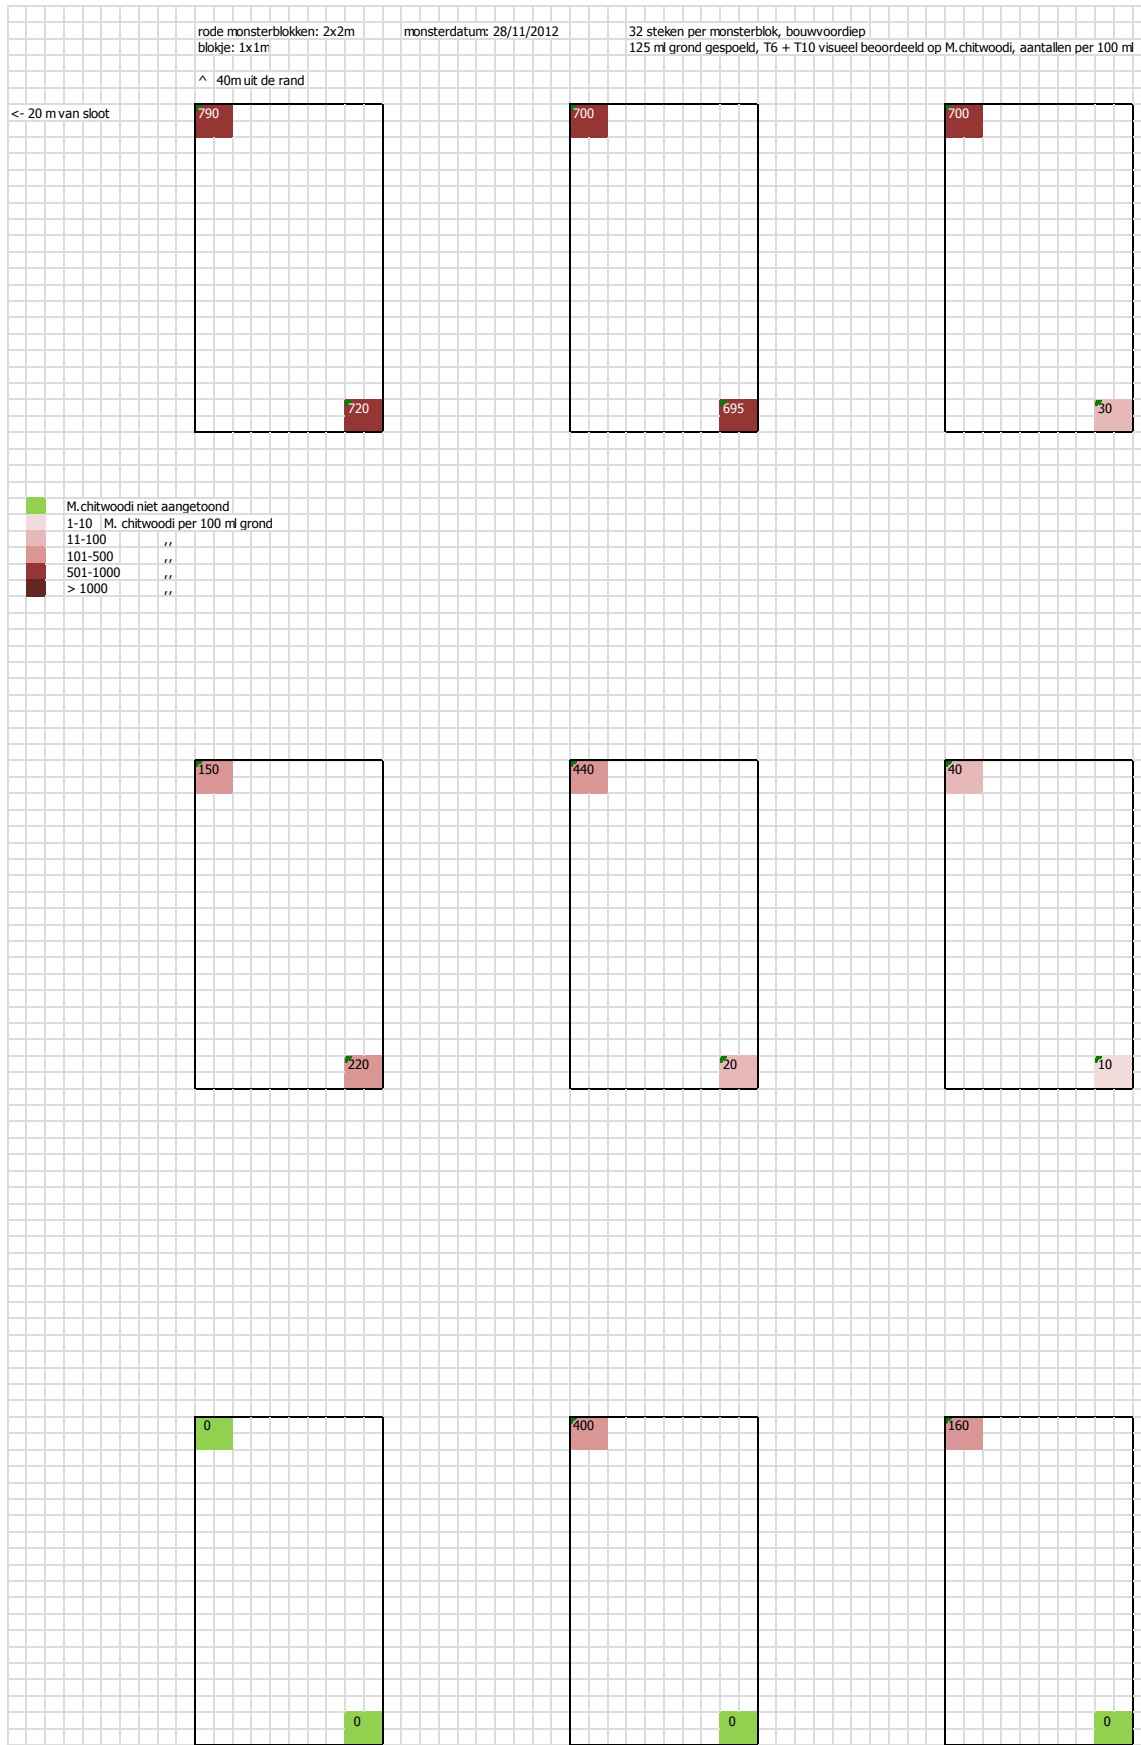 rode monsterblokken: 2x2m monsterdatum: 28/11/2012 32 steken per monsterblok, bouwvoordiep
blokje: 1x1m 125 ml grond gespoeld, T6 + T10 visueel beoordeeld op M.chitwoodi, aantallen per 100 ml
^ 40m uit de rand
<- 20 m van sloot 790 700 700
720 695 30
M.chitwoodi niet aangetoond
1-10 M. chitwoodi per 100 ml grond
11-100 ,,
101-500 ,,
501-1000 ,,
> 1000 ,,
150 440 40
220 20 10
0 400 160
0 0 0